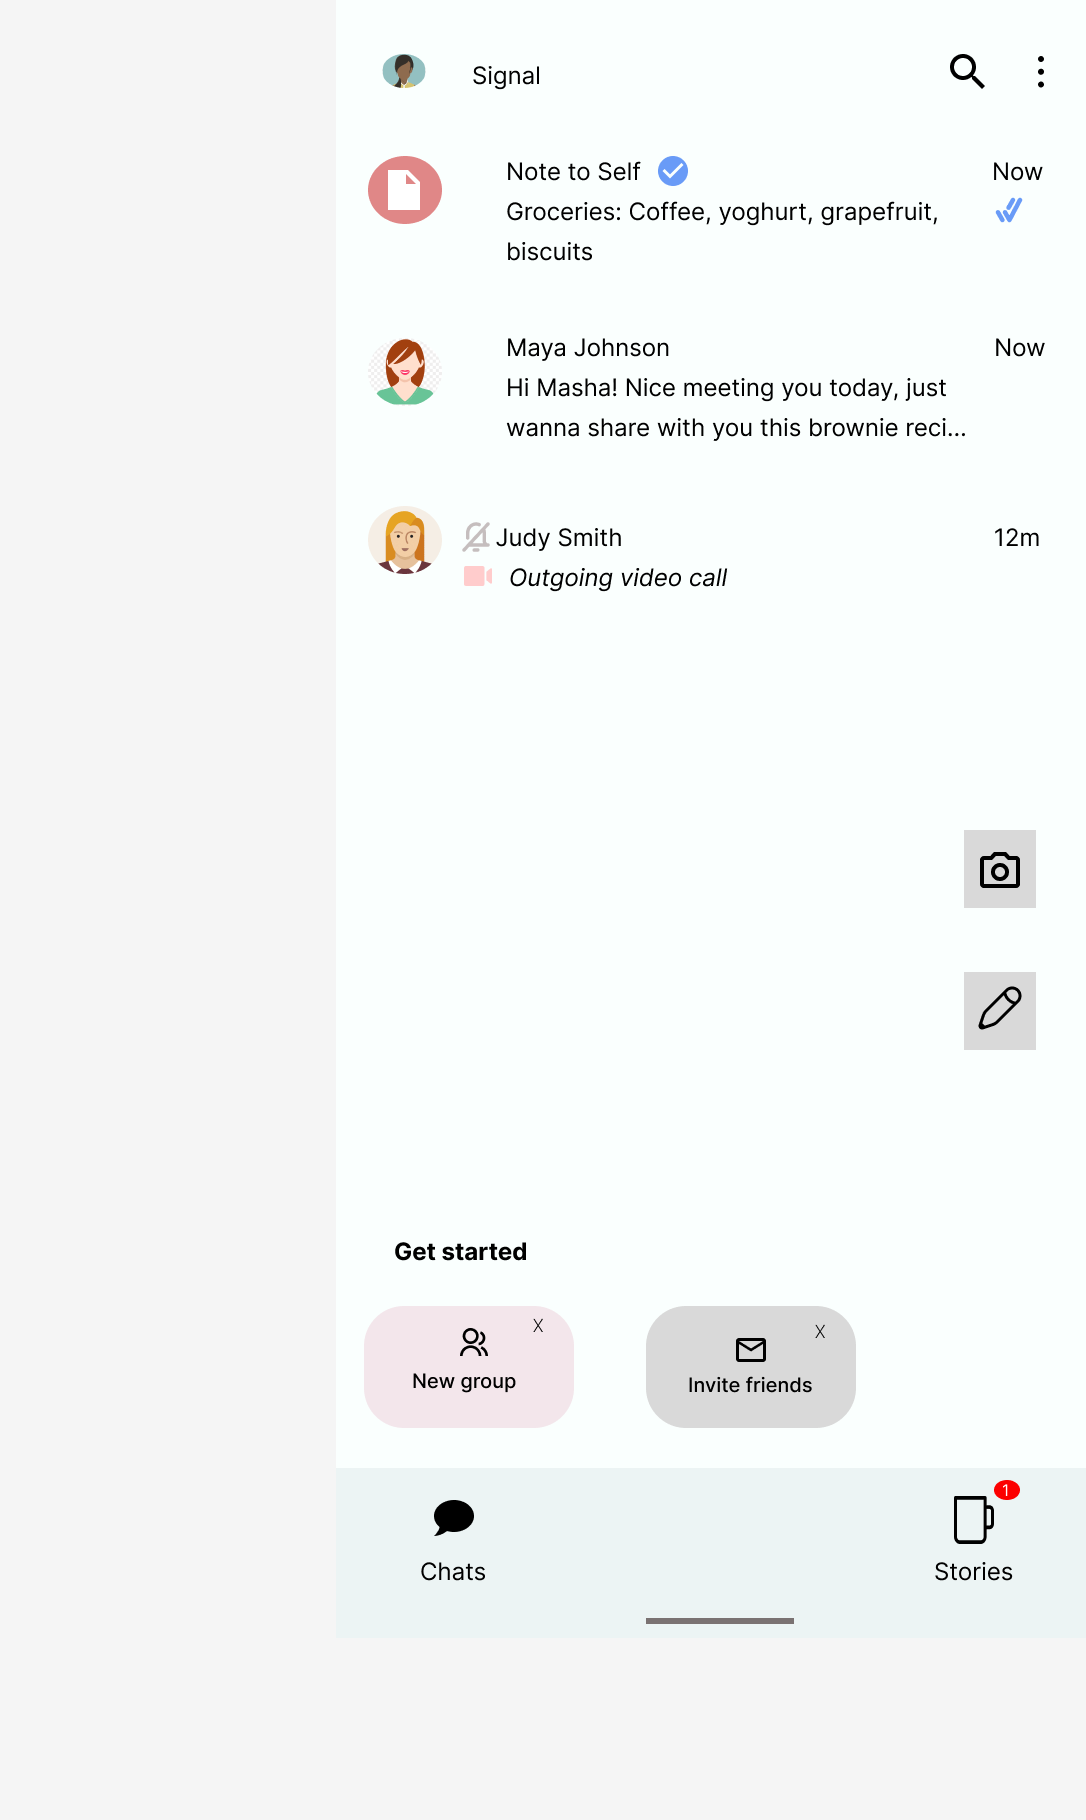 Signal
Note to Self
Now
Groceries: Coffee, yoghurt, grapefruit,
biscuits
Maya Johnson
Now
Hi Masha! Nice meeting you today, just
wanna share with you this brownie reci...
Judy Smith
12m
Outgoing video call
Get started
X
New group
X
Invite friends
1
Chats
Stories